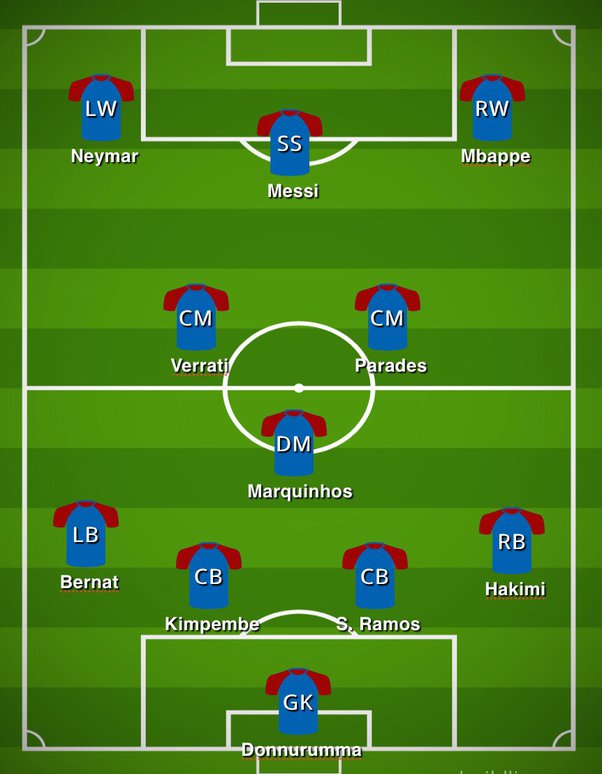 LW
Neymar
SS
Messi
RW
Mbappe
CM
Verrati
CM
Parades
DM
Marquinhos
LB
Bernat
CB
Kimpembe
CB
S. Ramos
RB
Hakimi
GK
Donnurumma